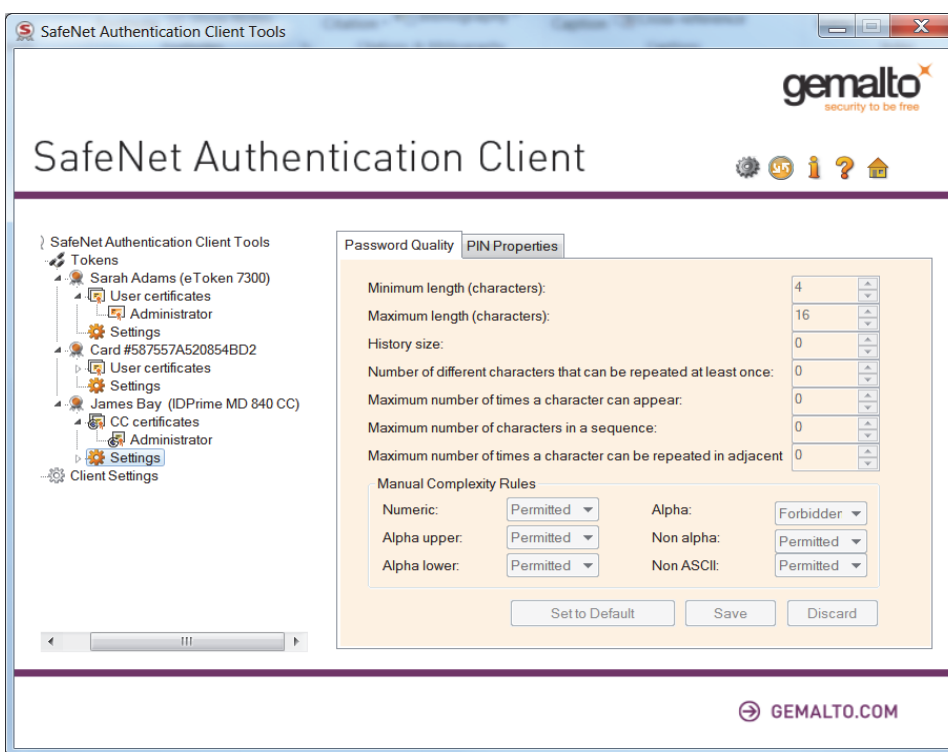 SafeNet Authentication Client Tools
gemalto
security to be free
SafeNet Authentication Client
SafeNet Authentication Client Tools
Tokens
Sarah Adams (eToken 7300)
User certificates
Administrator
Settings
Card #587557A520854BD2
User certificates
Settings
James Bay (IDPrime MD 840 CC)
CC certificates
Administrator
Settings
Client Settings
Password Quality PIN Properties
Minimum length (characters): 4
Maximum length (characters): 16
History size: 0
Number of different characters that can be repeated at least once: 0
Maximum number of times a character can appear: 0
Maximum number of characters in a sequence: 0
Maximum number of times a character can be repeated in adjacent 0
Manual Complexity Rules
Numeric: Permitted Alpha: Forbidden
Alpha upper: Permitted Non alpha: Permitted
Alpha lower: Permitted Non ASCII: Permitted
Set to Default Save Discard
GEMALTO.COM